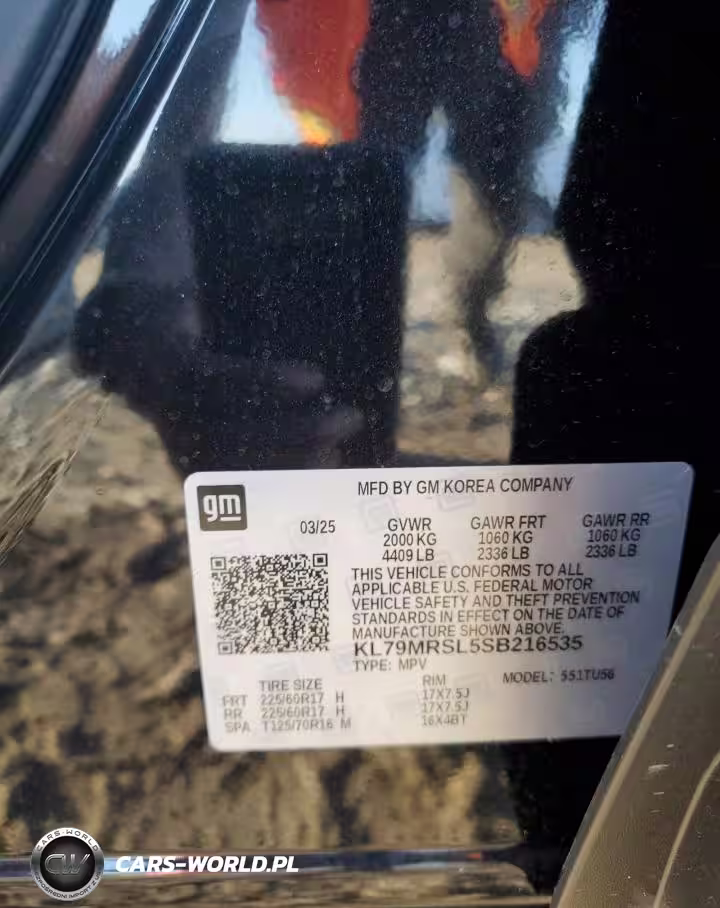 gm
MFD BY GM KOREA COMPANY
03/25 GVWR GAWR FRT GAWR RR
2000 KG 1060 KG 1060 KG
4409 LB 2336 LB 2336 LB
THIS VEHICLE CONFORMS TO ALL
APPLICABLE U.S. FEDERAL MOTOR
VEHICLE SAFETY AND THEFT PREVENTION
STANDARDS IN EFFECT ON THE DATE OF
MANUFACTURE SHOWN ABOVE.
KL79MRSL5SB216535
TYPE: MPV MODEL: 551TU56
TIRE SIZE RIM
FRT 225/60R17 H 17X7.5J
RR 225/60R17 H 17X7.5J
SPA T125/70R16 M 16X4BT
CARS-WORLD
CW
CARS-WORLD.PL